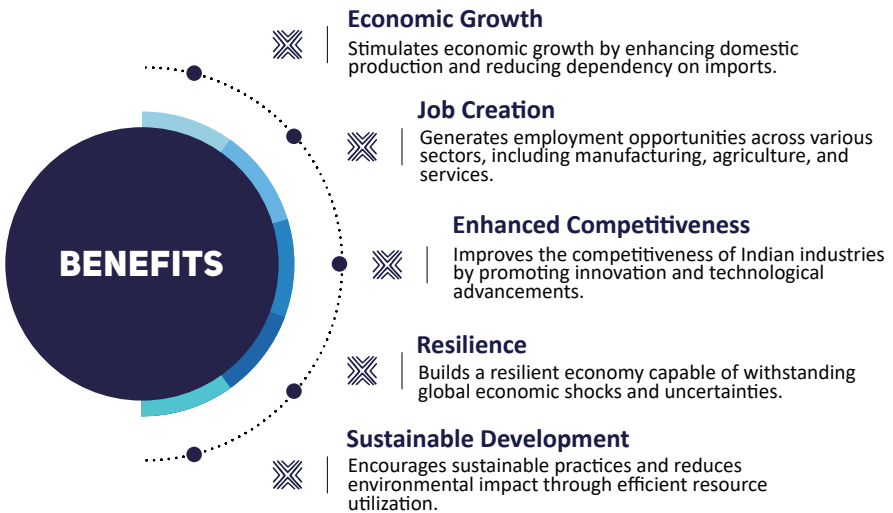 BENEFITS
Economic Growth
Stimulates economic growth by enhancing domestic
production and reducing dependency on imports.
Job Creation
Generates employment opportunities across various
sectors, including manufacturing, agriculture, and
services.
Enhanced Competitiveness
Improves the competitiveness of Indian industries
by promoting innovation and technological
advancements.
Resilience
Builds a resilient economy capable of withstanding
global economic shocks and uncertainties.
Sustainable Development
Encourages sustainable practices and reduces
environmental impact through efficient resource
utilization.